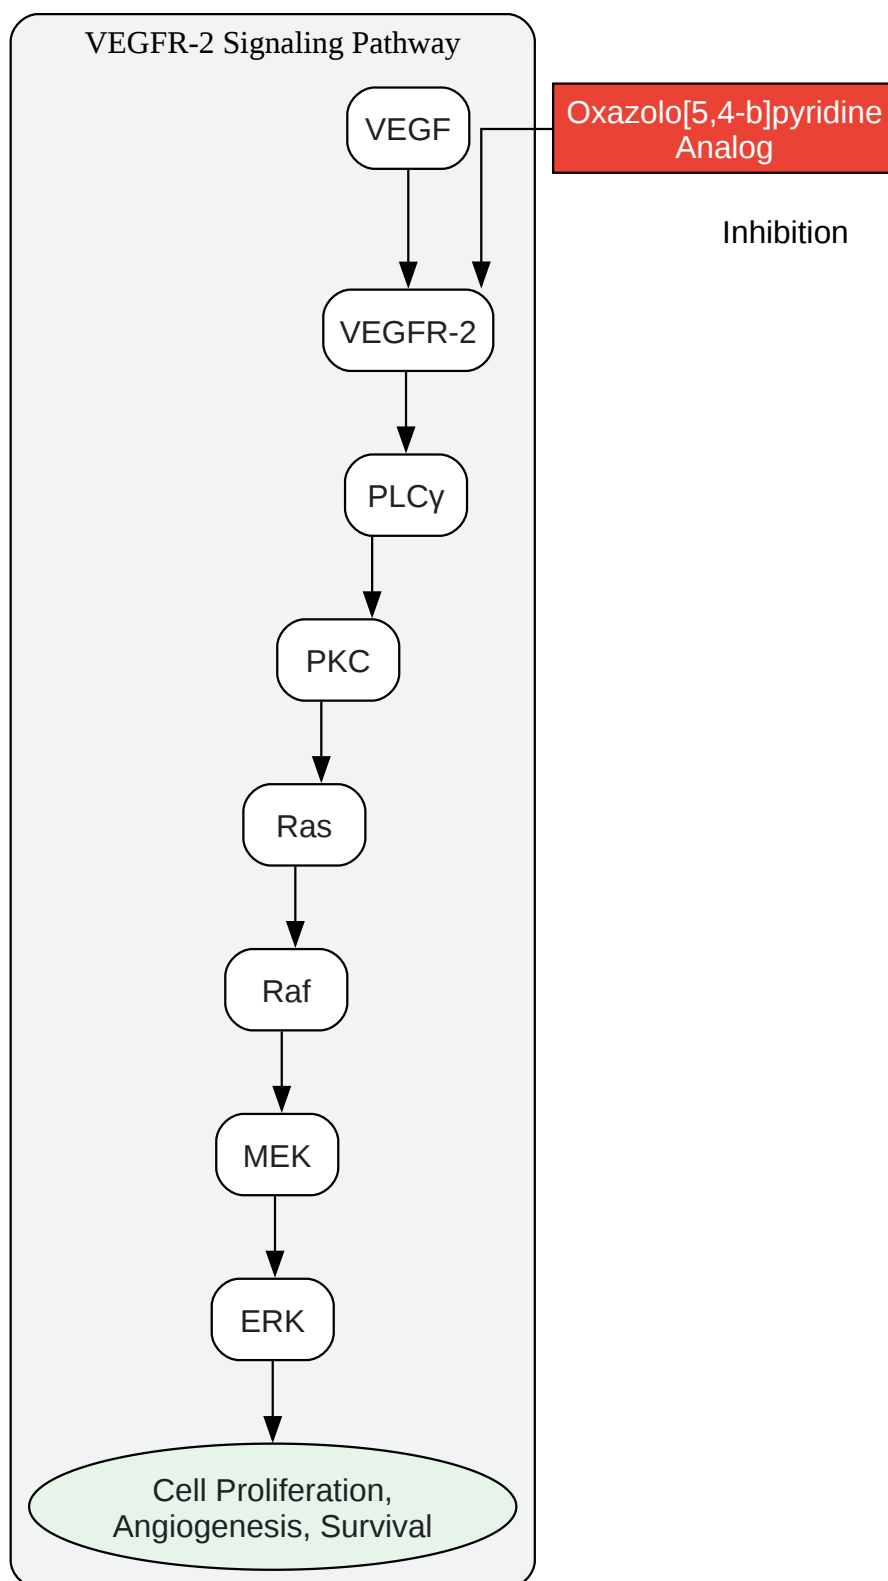 VEGFR-2 Signaling Pathway
VEGF
Oxazolo[5,4-b]pyridine
Analog
Inhibition
VEGFR-2
PLCγ
PKC
Ras
Raf
MEK
ERK
Cell Proliferation,
Angiogenesis, Survival